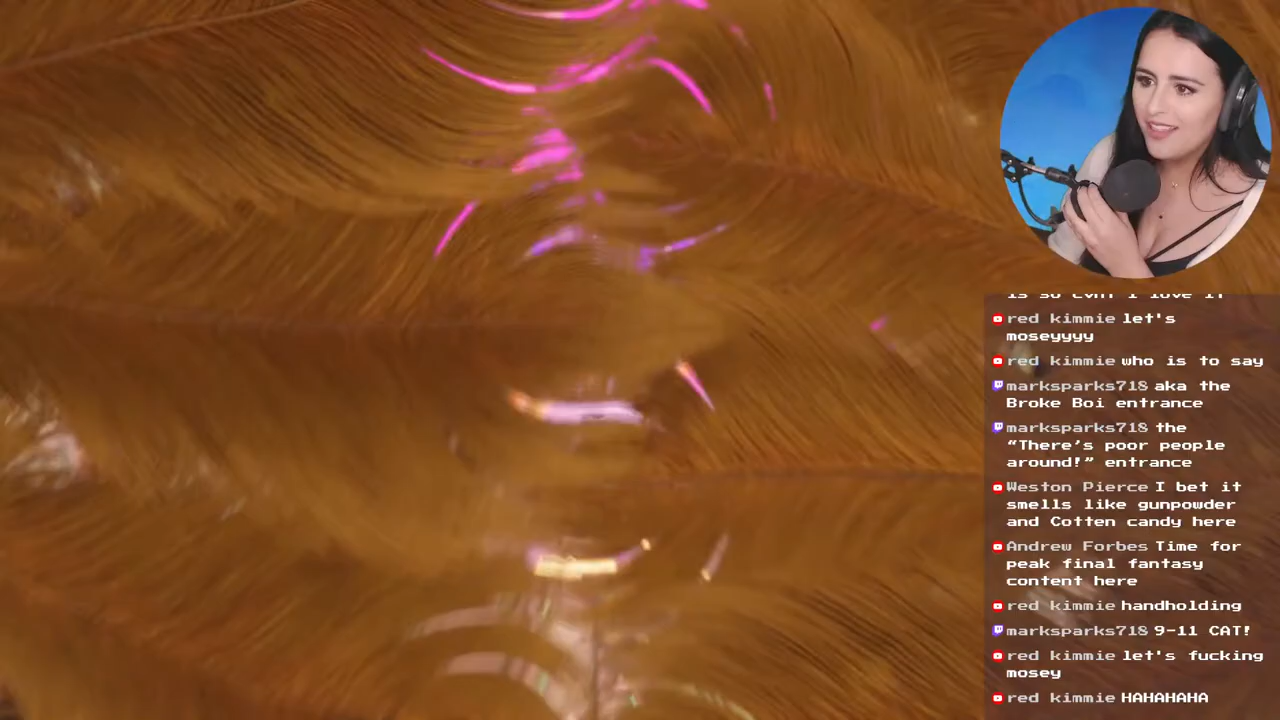 red kimmie let's
moseyyyy
red kimmie who is to say
marksparks718 aka the
Broke Boi entrance
marksparks718 the
“There’s poor people
around!” entrance
Weston Pierce I bet it
smells like gunpowder
and Cotten candy here
Andrew Forbes Time for
peak final fantasy
content here
red kimmie handholding
marksparks718 9-11 CAT!
red kimmie let's fucking
mosey
red kimmie HAHAHAHA